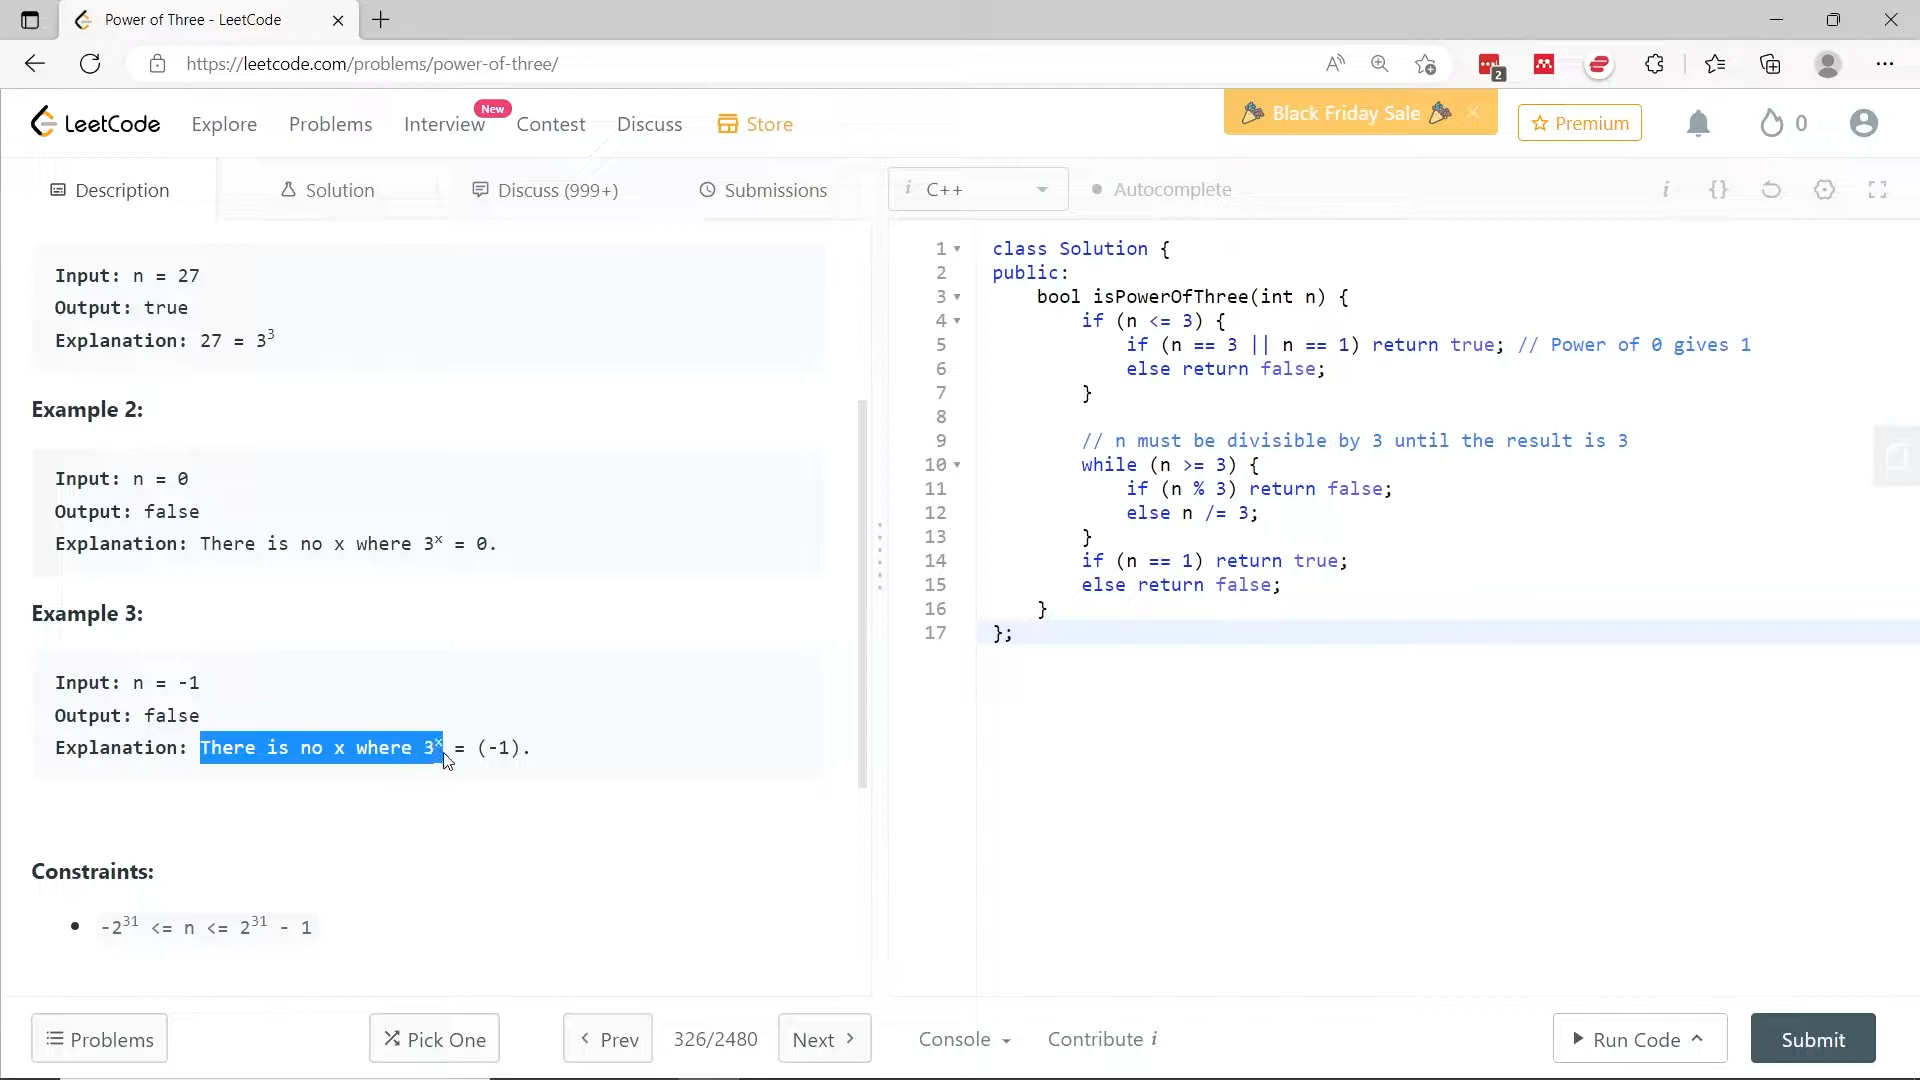 Power of Three - LeetCode
https://leetcode.com/problems/power-of-three/
2
LeetCode
Explore
Problems
Interview
New
Contest
Discuss
Store
Black Friday Sale
Premium
0
Description
Solution
Discuss (999+)
Submissions
i C++
Autocomplete
i {}
Input: n = 27
Output: true
Explanation: 27 = 3³
Example 2:
Input: n = 0
Output: false
Explanation: There is no x where 3ˣ = 0.
Example 3:
Input: n = -1
Output: false
Explanation: There is no x where 3ˣ = (-1).
Constraints:
-2³¹ <= n <= 2³¹ - 1
1 class Solution {
2 public:
3     bool isPowerOfThree(int n) {
4         if (n <= 3) {
5             if (n == 3 || n == 1) return true; // Power of 0 gives 1
6             else return false;
7         }
8
9         // n must be divisible by 3 until the result is 3
10         while (n >= 3) {
11             if (n % 3) return false;
12             else n /= 3;
13         }
14         if (n == 1) return true;
15         else return false;
16     }
17 };
Problems
Pick One
Prev
326/2480
Next
Console
Contribute i
Run Code
Submit